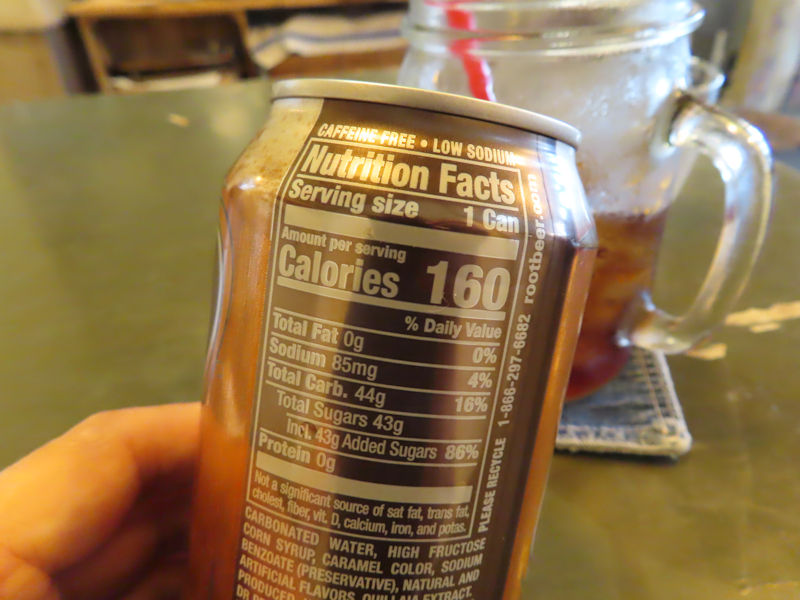 CAFFEINE FREE • LOW SODIUM
Nutrition Facts
Serving size 1 Can
Amount per serving
Calories 160
% Daily Value
Total Fat 0g 0%
Sodium 85mg 4%
Total Carb. 44g 16%
Total Sugars 43g
Incl. 43g Added Sugars 86%
Protein 0g
Not a significant source of sat fat, trans fat,
cholest, fiber, vit. D, calcium, iron, and potas.
CARBONATED WATER, HIGH FRUCTOSE
CORN SYRUP, CARAMEL COLOR, SODIUM
BENZOATE (PRESERVATIVE), NATURAL AND
ARTIFICIAL FLAVORS, QUILLAIA EXTRACT.
PRODUCED
DR
PLEASE RECYCLE 1-866-297-8682 rootbeer.com